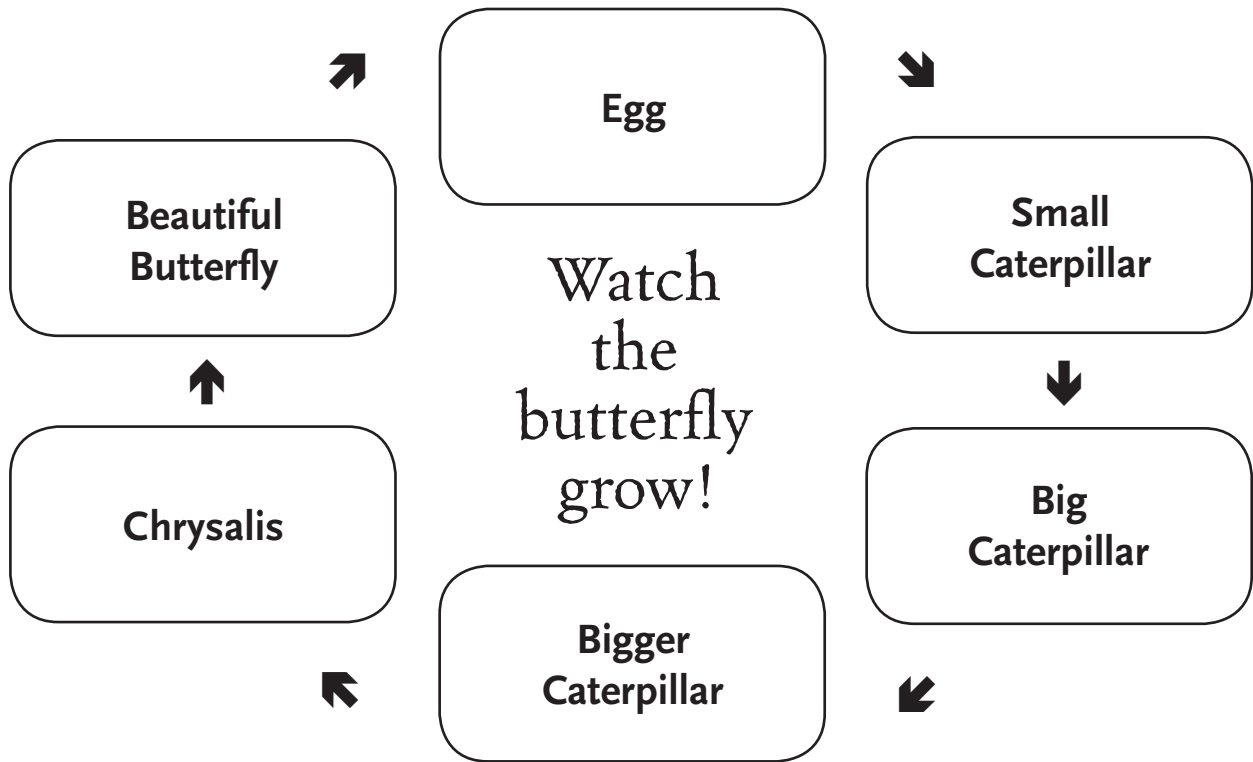 Egg
Small
Caterpillar
Big
Caterpillar
Bigger
Caterpillar
Chrysalis
Beautiful
Butterfly
Watch
the
butterfly
grow!